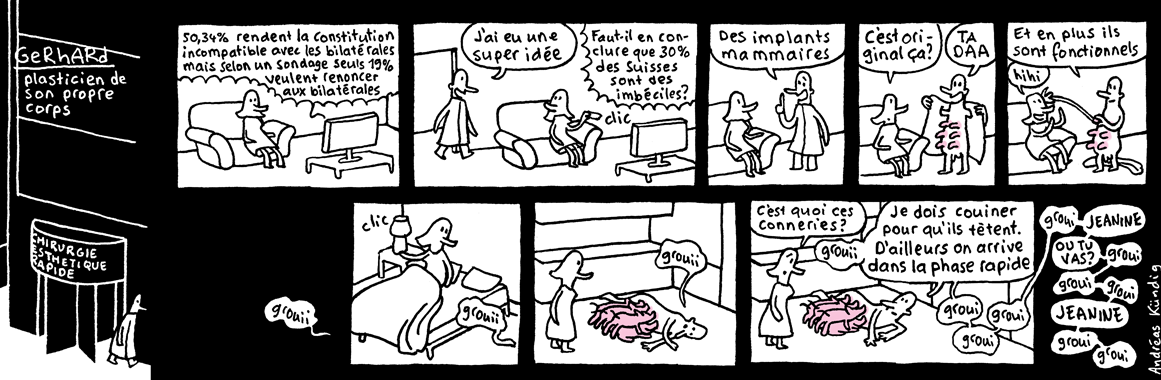 GeRhARd
plasticien de
son propre
corps
CHIRURGIE
ESTHETIQUE
RAPIDE
50,34% rendent la constitution
incompatible avec les bilatérales
mais selon un sondage seuls 19%
veulent renoncer
aux bilatérales
J'ai eu une
super idée
Faut-il en con-
clure que 30%
des Suisses
sont des
imbéciles?
clic
Des implants
mammaires
C'est ori-
ginal ça?
TA
DAA
Et en plus ils
sont fonctionnels
hihi
grouii
clic
grouii
grouii
C'est quoi ces
conneries?
grouii
Je dois couiner
pour qu'ils tètent.
D'ailleurs on arrive
dans la phase rapide
groui
groui
groui
groui
JEANINE
OU TU
VAS?
groui
groui
groui
JEANINE
groui
groui
Andréas Kündig